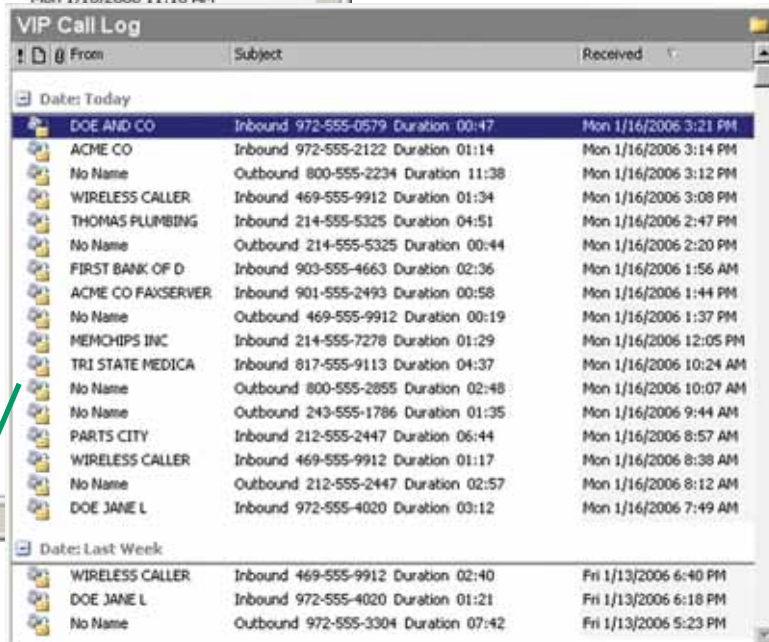 VIP Call Log
! From Subject Received
Date: Today
DOE AND CO Inbound 972-555-0579 Duration 00:47 Mon 1/16/2006 3:21 PM
ACME CO Inbound 972-555-2122 Duration 01:14 Mon 1/16/2006 3:14 PM
No Name Outbound 800-555-2234 Duration 11:38 Mon 1/16/2006 3:12 PM
WIRELESS CALLER Inbound 469-555-9912 Duration 01:34 Mon 1/16/2006 3:08 PM
THOMAS PLUMBING Inbound 214-555-5325 Duration 04:51 Mon 1/16/2006 2:47 PM
No Name Outbound 214-555-5325 Duration 00:44 Mon 1/16/2006 2:20 PM
FIRST BANK OF D Inbound 903-555-4663 Duration 02:36 Mon 1/16/2006 1:56 AM
ACME CO FAXSERVER Inbound 901-555-2493 Duration 00:58 Mon 1/16/2006 1:44 PM
No Name Outbound 469-555-9912 Duration 00:19 Mon 1/16/2006 1:37 PM
MEMCHIPS INC Inbound 214-555-7278 Duration 01:29 Mon 1/16/2006 12:05 PM
TRI STATE MEDICA Inbound 817-555-9113 Duration 04:37 Mon 1/16/2006 10:24 AM
No Name Outbound 800-555-2855 Duration 02:48 Mon 1/16/2006 10:07 AM
No Name Outbound 243-555-1786 Duration 01:35 Mon 1/16/2006 9:44 AM
PARTS CITY Inbound 212-555-2447 Duration 06:44 Mon 1/16/2006 8:57 AM
WIRELESS CALLER Inbound 469-555-9912 Duration 01:17 Mon 1/16/2006 8:38 AM
No Name Outbound 212-555-2447 Duration 02:57 Mon 1/16/2006 8:12 AM
DOE JANE L Inbound 972-555-4020 Duration 03:12 Mon 1/16/2006 7:49 AM
Date: Last Week
WIRELESS CALLER Inbound 469-555-9912 Duration 02:40 Fri 1/13/2006 6:40 PM
DOE JANE L Inbound 972-555-4020 Duration 01:21 Fri 1/13/2006 6:18 PM
No Name Outbound 972-555-3304 Duration 07:42 Fri 1/13/2006 5:23 PM